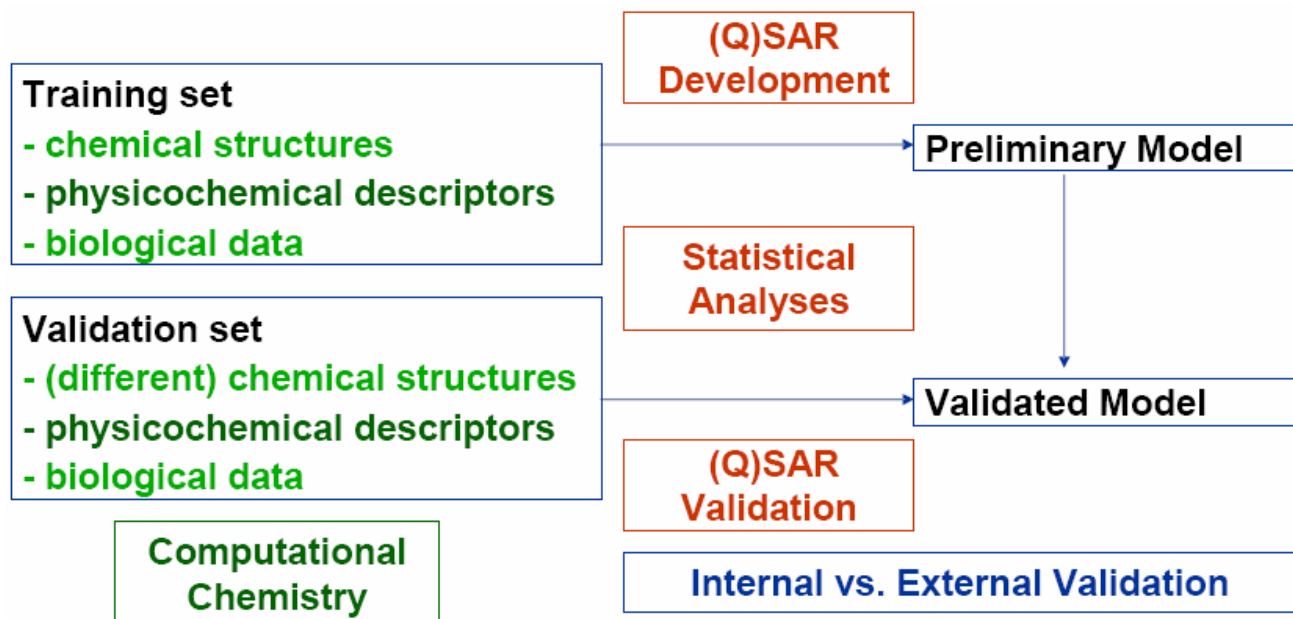 (Q)SAR
Development
Training set
- chemical structures
- physicochemical descriptors
- biological data
Preliminary Model
Statistical
Analyses
Validation set
- (different) chemical structures
- physicochemical descriptors
- biological data
Validated Model
(Q)SAR
Validation
Computational
Chemistry
Internal vs. External Validation